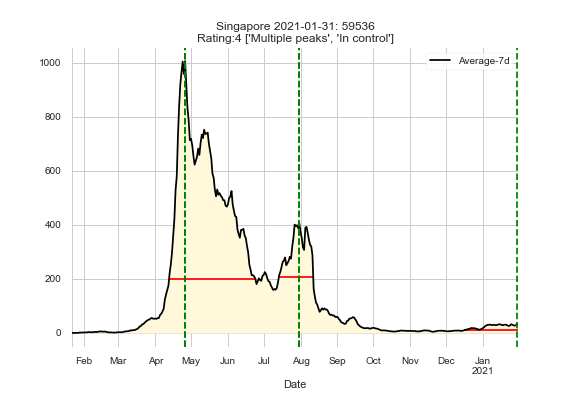 Singapore 2021-01-31: 59536
Rating:4 ['Multiple peaks', 'In control']
Average-7d
1000
800
600
400
200
0
Feb Mar Apr May Jun Jul Aug Sep Oct Nov Dec Jan
2021
Date